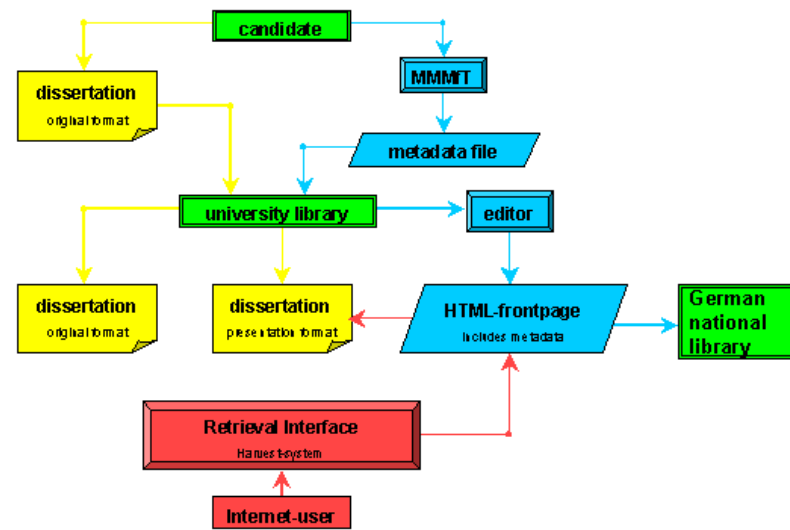 candidate
MMMfT
dissertation
original format
metadata file
university library
editor
dissertation
original format
dissertation
presentation format
HTML-frontpage
includes metadata
German
national
library
Retrieval Interface
Harvest-system
Internet-user